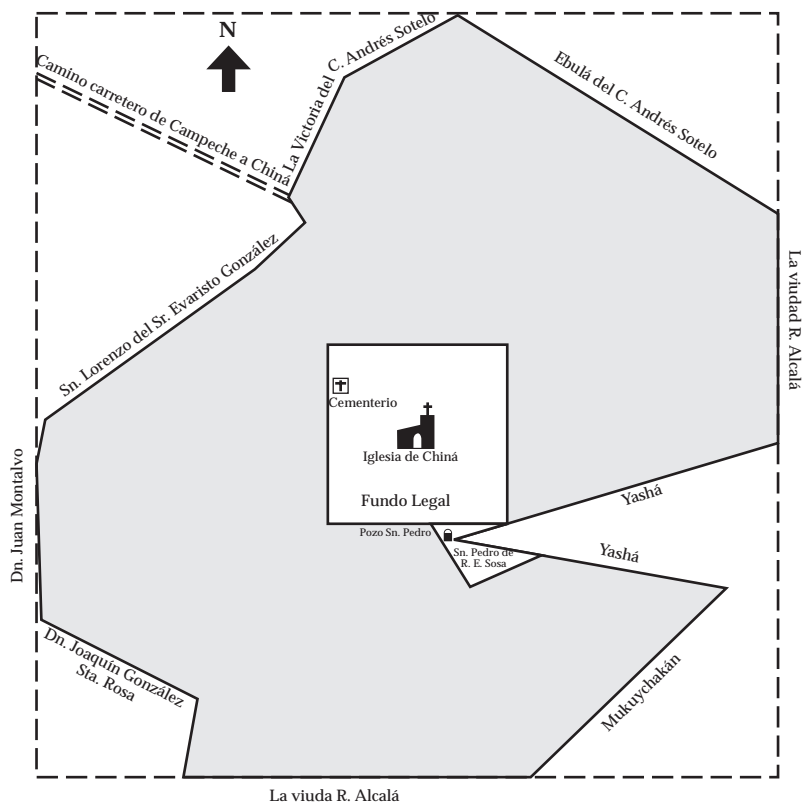 N
La Victoria del C. Andrés Sotelo
Ebulá del C. Andrés Sotelo
Camino carretero de Campeche a Chiná
Sn. Lorenzo del Sr. Evaristo González
La viudad R. Alcalá
Cementerio
Iglesia de Chiná
Fundo Legal
Dn. Juan Montalvo
Yashá
Pozo Sn. Pedro
Sn. Pedro de
R. E. Sosa
Yashá
Dn. Joaquín González
Sta. Rosa
Mukuychakán
La viuda R. Alcalá